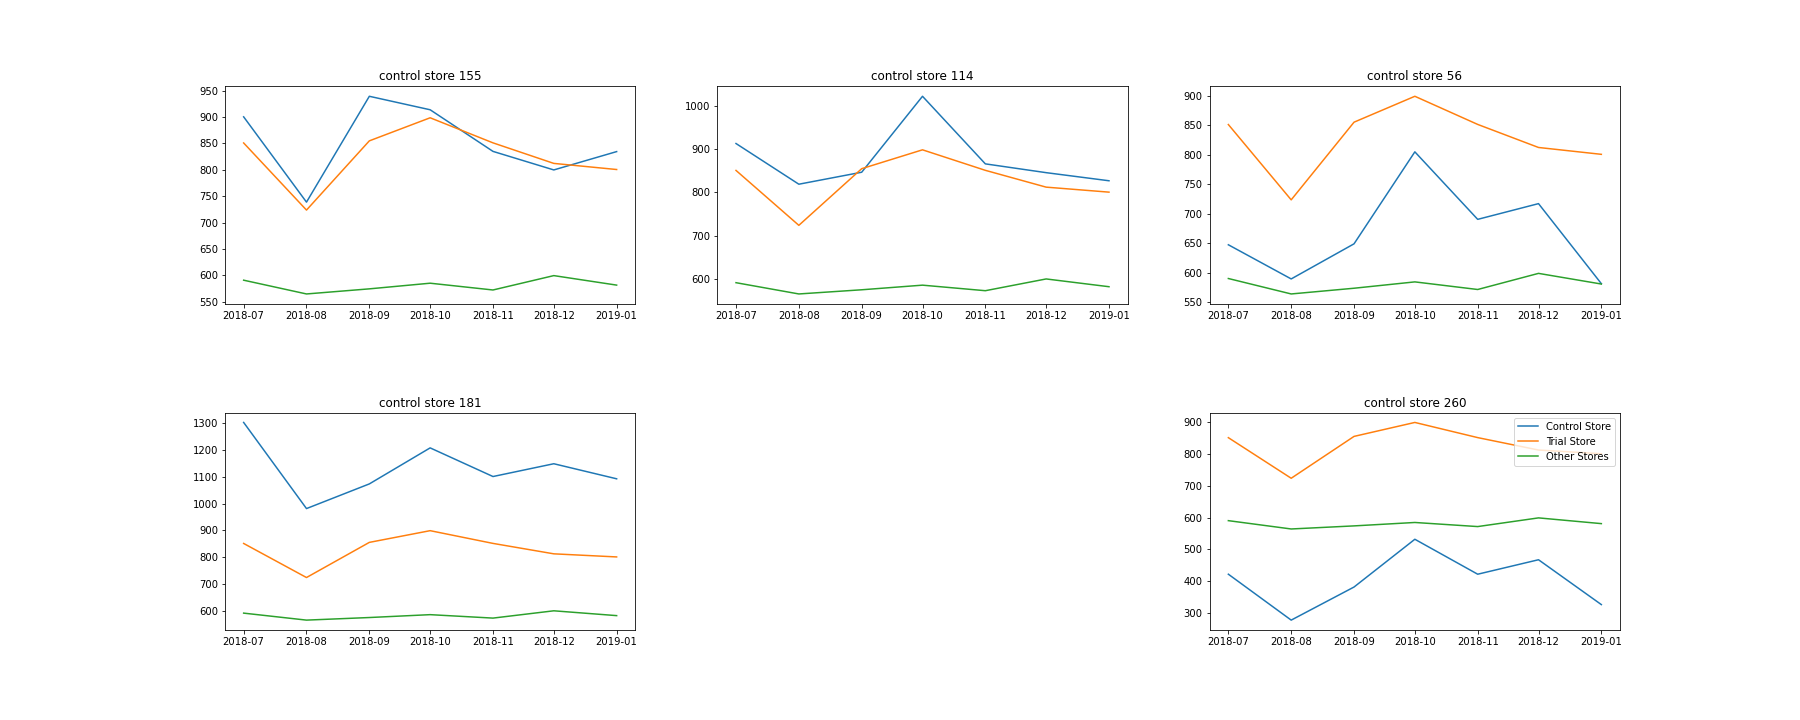 control store 155
950
900
850
800
750
700
650
600
550
2018-07 2018-08 2018-09 2018-10 2018-11 2018-12 2019-01
control store 114
1000
900
800
700
600
2018-07 2018-08 2018-09 2018-10 2018-11 2018-12 2019-01
control store 56
900
850
800
750
700
650
600
550
2018-07 2018-08 2018-09 2018-10 2018-11 2018-12 2019-01
control store 181
1300
1200
1100
1000
900
800
700
600
2018-07 2018-08 2018-09 2018-10 2018-11 2018-12 2019-01
control store 260
900
800
700
600
500
400
300
Control Store
Trial Store
Other Stores
2018-07 2018-08 2018-09 2018-10 2018-11 2018-12 2019-01